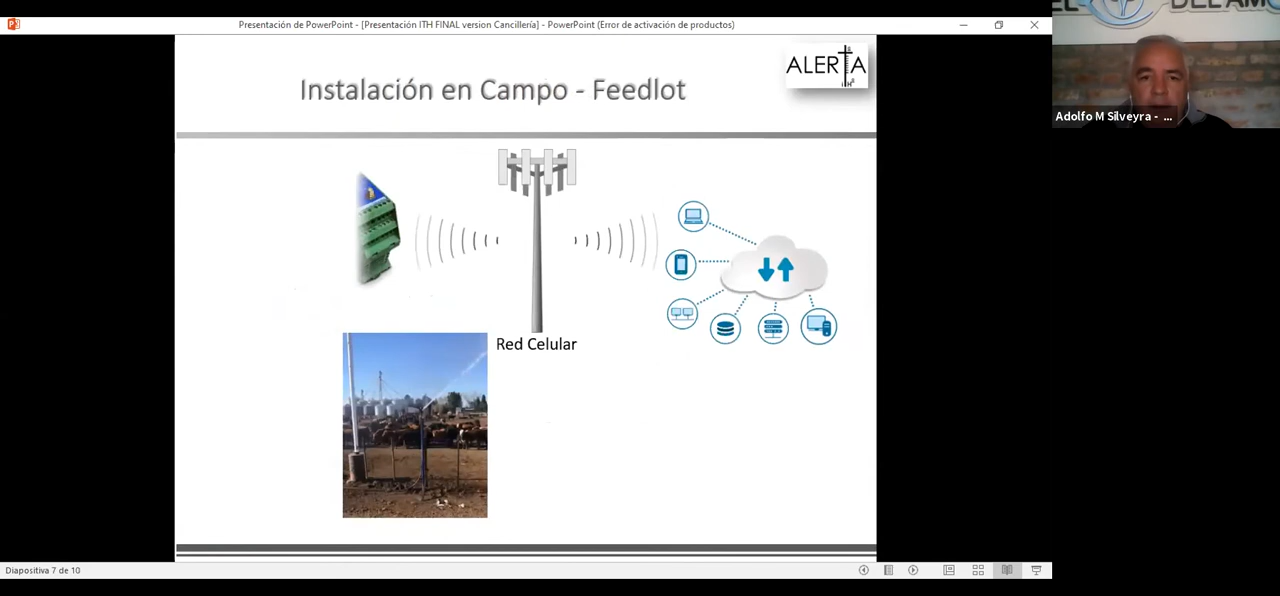 Presentación de PowerPoint - [Presentación ITH FINAL version Cancillería] - PowerPoint (Error de activación de productos)
Instalación en Campo - Feedlot
ALERTA
Adolfo M Silveyra - ...
Red Celular
Diapositiva 7 de 10